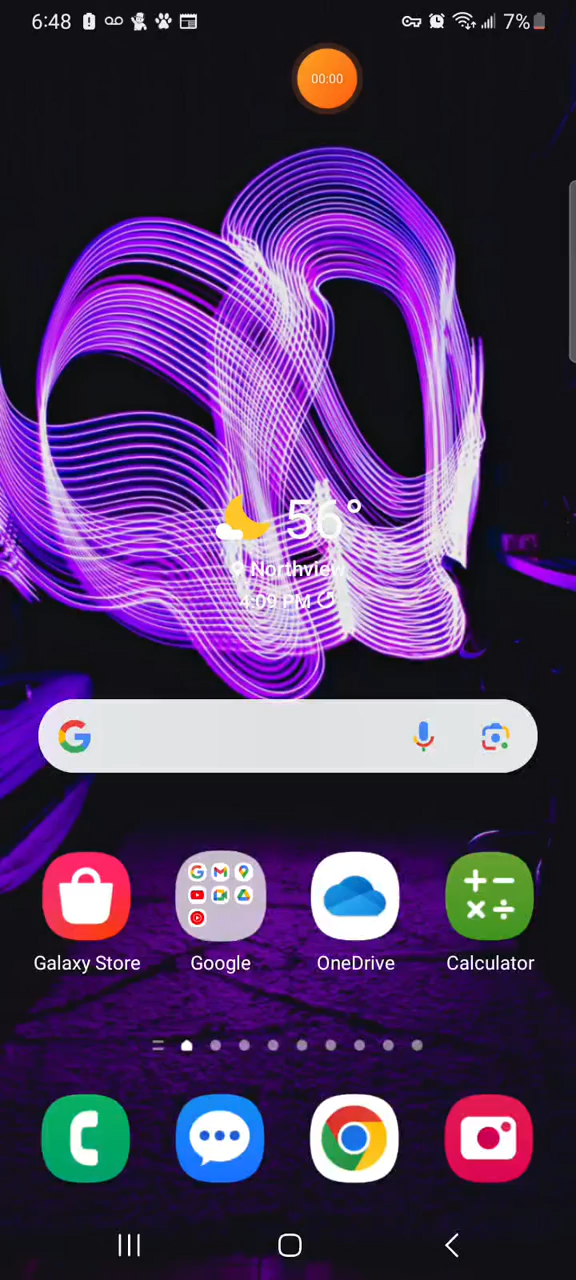 6:48
7%
00:00
56°
Northview
4:09 PM
Galaxy Store
Google
OneDrive
Calculator